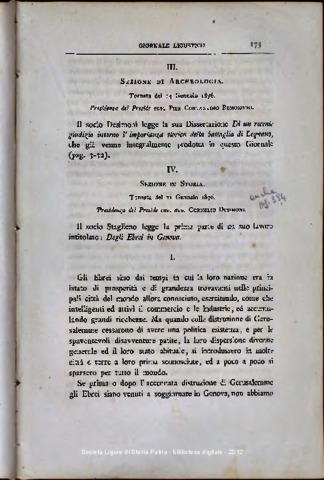 GIORNALE LIGUSTICO 173
III.
SEZIONE DI ARCHEOLOGIA.
Tornata del 14 Gennaio 1876.
Presidenza del Preside cav. PIER COSTANTINO REMONDINI.
Il socio Desimoni legge la sua Dissertazione Di un recente
giudizio intorno l'importanza storica della battaglia di Legnano,
che già venne integralmente prodotta in questo Giornale
(pag. 3-12).
IV.
SEZIONE DI STORIA.
Tornata del 21 Gennaio 1876.
Presidenza del Preside cav. avv. CORNELIO DESIMONI.
Il socio Staglieno legge la prima parte di un suo lavoro
intitolato: Degli Ebrei in Genova.
I.
Gli Ebrei sino dai tempi in cui la loro nazione era in
istato di prosperità e di grandezza trovavansi nelle princi-
pali città del mondo allora conosciuto, esercitando, come che
intelligenti ed attivi il commercio e le industrie, ed accumu-
lando grandi ricchezze. Ma quando colla distruzione di Geru-
salemme cessarono di avere una politica esistenza, e per le
spaventevoli disavventure patite, la loro dispersione divenne
generale ed il loro stato abituale, si introdussero in molte
città e terre a loro prima sconosciute, ed a poco a poco si
sparsero per tutto il mondo.
Se prima o dopo l'accennata distruzione di Gerusalemme
gli Ebrei siano venuti a soggiornare in Genova, non abbiamo
Società Ligure di Storia Patria - biblioteca digitale - 2012